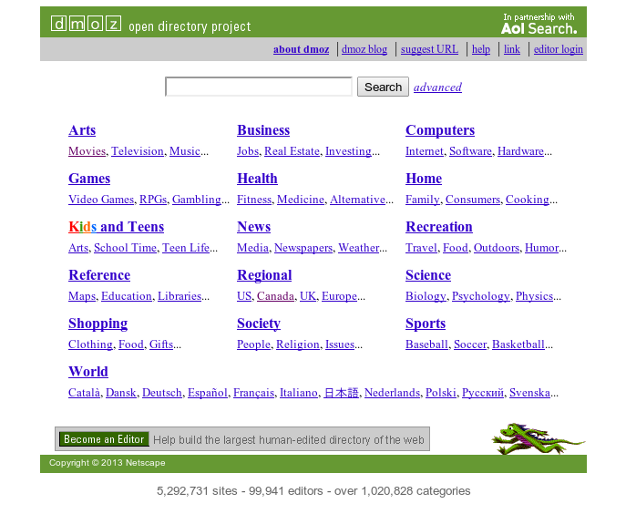 dmoz open directory project
In partnership with
Aol Search.
about dmoz | dmoz blog | suggest URL | help | link | editor login
Search advanced
Arts Business Computers
Movies, Television, Music... Jobs, Real Estate, Investing... Internet, Software, Hardware...
Games Health Home
Video Games, RPGs, Gambling... Fitness, Medicine, Alternative... Family, Consumers, Cooking...
Kids and Teens News Recreation
Arts, School Time, Teen Life... Media, Newspapers, Weather... Travel, Food, Outdoors, Humor...
Reference Regional Science
Maps, Education, Libraries... US, Canada, UK, Europe... Biology, Psychology, Physics...
Shopping Society Sports
Clothing, Food, Gifts... People, Religion, Issues... Baseball, Soccer, Basketball...
World
Català, Dansk, Deutsch, Español, Français, Italiano, 日本語, Nederlands, Polski, Русский, Svenska...
Become an Editor Help build the largest human-edited directory of the web
Copyright © 2013 Netscape
5,292,731 sites - 99,941 editors - over 1,020,828 categories